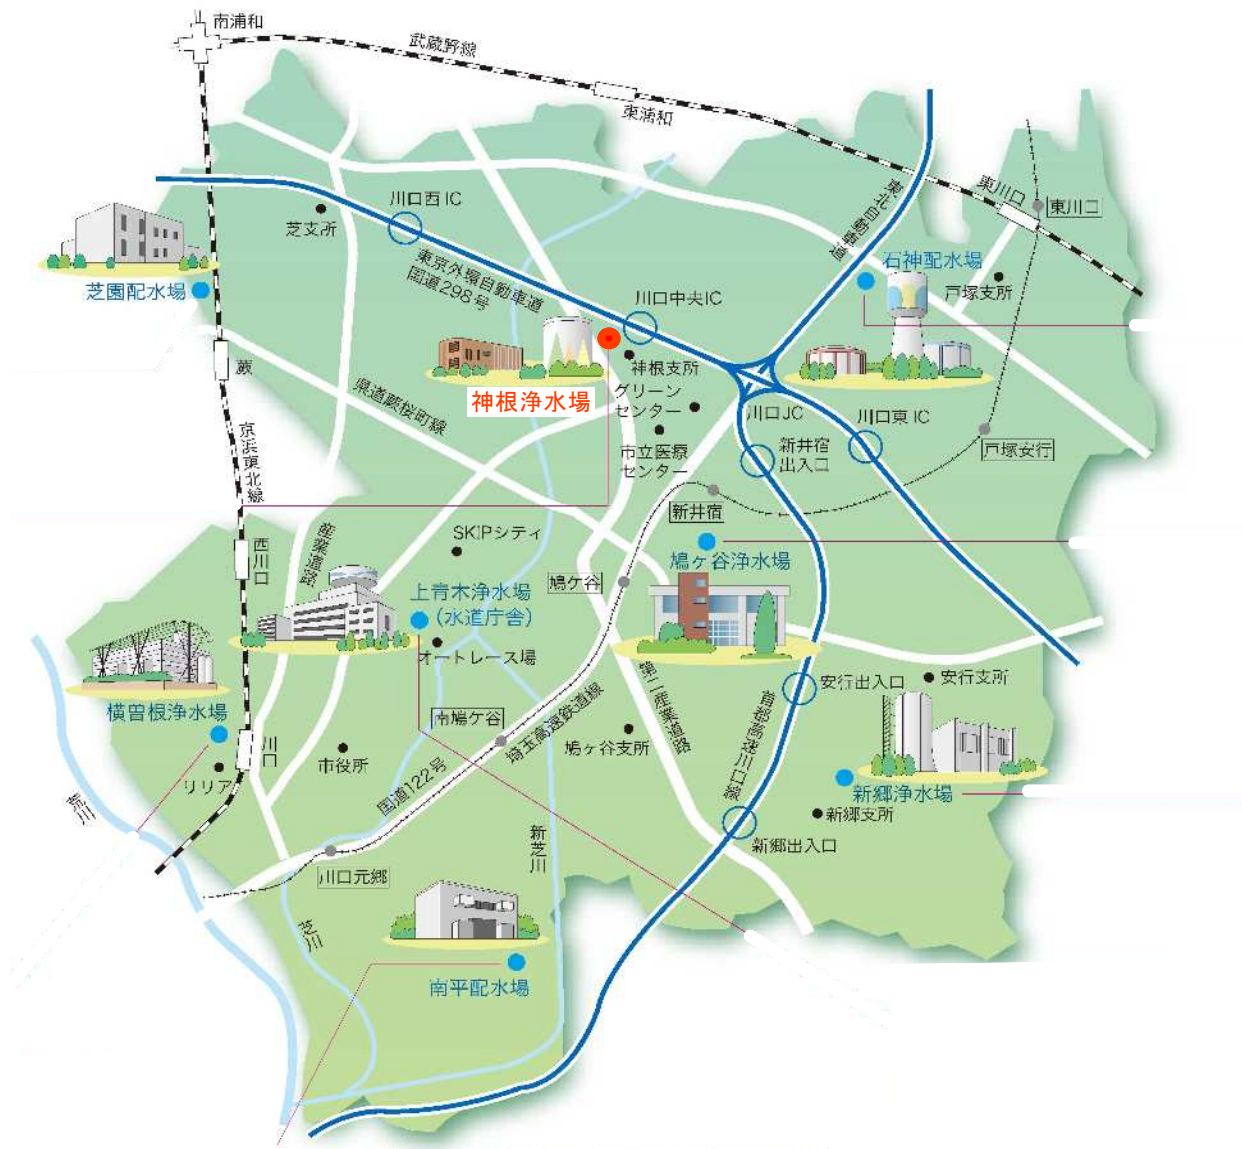 南浦和
武蔵野線
東浦和
東川口
東川口
川口西IC
芝支所
東北自動車道
石神配水場
戸塚支所
東京外環自動車道
国道298号
芝園配水場
川口中央IC
神根支所
蕨
県道蕨桜町線
神根浄水場
グリーン
センター
川口JC
川口東IC
京浜東北線
市立医療
センター
新井宿
出入口
戸塚安行
新井宿
産業道路
SKIPシティ
西川口
鳩ヶ谷浄水場
鳩ケ谷
上青木浄水場
(水道庁舎)
オートレース場
第二産業道路
安行出入口
安行支所
横曽根浄水場
南鳩ケ谷
埼玉高速鉄道線
首都高速川口線
川口
市役所
鳩ヶ谷支所
リリア
国道122号
新郷浄水場
荒川
新郷支所
新芝川
新郷出入口
川口元郷
芝川
南平配水場